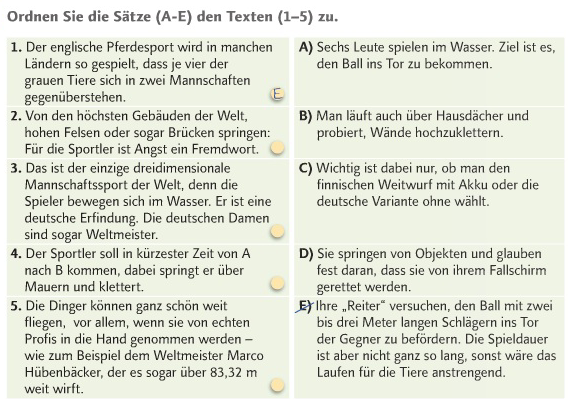 Ordnen Sie die Sätze (A-E) den Texten (1–5) zu.
1. Der englische Pferdesport wird in manchen
Ländern so gespielt, dass je vier der
grauen Tiere sich in zwei Mannschaften
gegenüberstehen.
E
2. Von den höchsten Gebäuden der Welt,
hohen Felsen oder sogar Brücken springen:
Für die Sportler ist Angst ein Fremdwort.
3. Das ist der einzige dreidimensionale
Mannschaftssport der Welt, denn die
Spieler bewegen sich im Wasser. Er ist eine
deutsche Erfindung. Die deutschen Damen
sind sogar Weltmeister.
4. Der Sportler soll in kürzester Zeit von A
nach B kommen, dabei springt er über
Mauern und klettert.
5. Die Dinger können ganz schön weit
fliegen, vor allem, wenn sie von echten
Profis in die Hand genommen werden –
wie zum Beispiel dem Weltmeister Marco
Hübenbäcker, der es sogar über 83,32 m
weit wirft.
A) Sechs Leute spielen im Wasser. Ziel ist es,
den Ball ins Tor zu bekommen.
B) Man läuft auch über Hausdächer und
probiert, Wände hochzuklettern.
C) Wichtig ist dabei nur, ob man den
finnischen Weitwurf mit Akku oder die
deutsche Variante ohne wählt.
D) Sie springen von Objekten und glauben
fest daran, dass sie von ihrem Fallschirm
gerettet werden.
E) Ihre „Reiter“ versuchen, den Ball mit zwei
bis drei Meter langen Schlägern ins Tor
der Gegner zu befördern. Die Spieldauer
ist aber nicht ganz so lang, sonst wäre das
Laufen für die Tiere anstrengend.